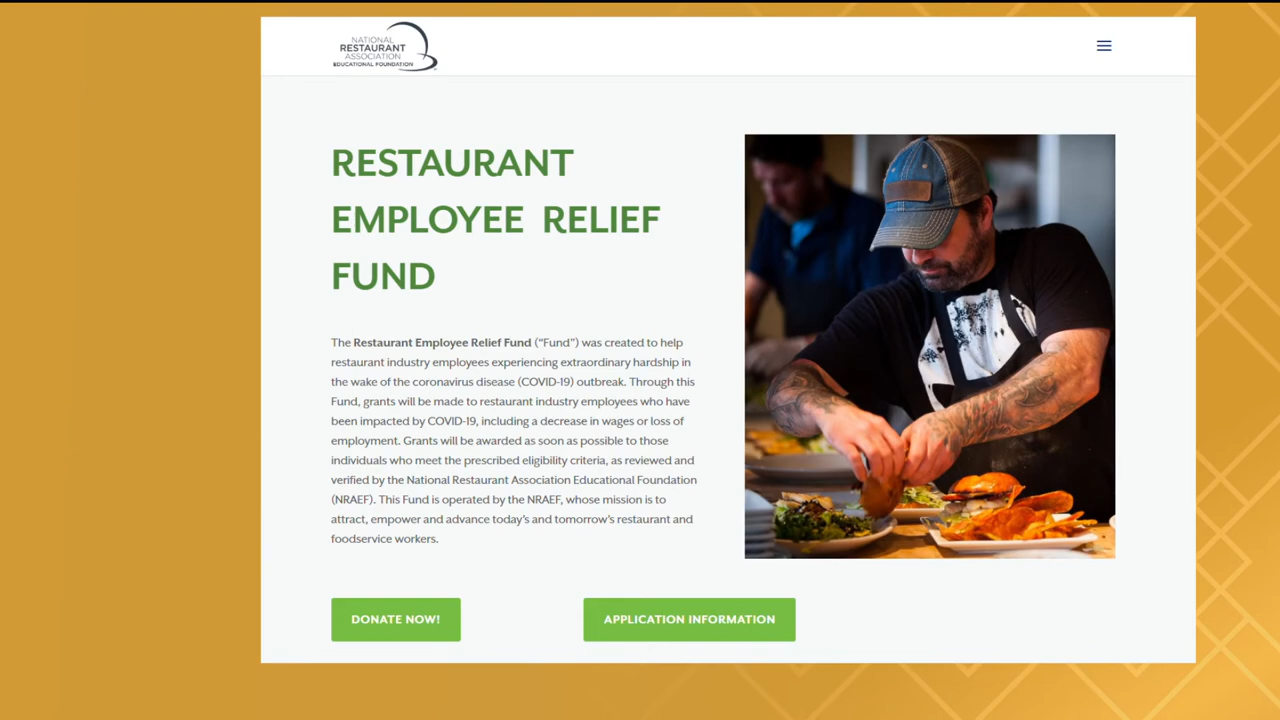 NATIONAL
RESTAURANT
ASSOCIATION
EDUCATIONAL FOUNDATION
RESTAURANT
EMPLOYEE RELIEF
FUND
The Restaurant Employee Relief Fund (“Fund”) was created to help
restaurant industry employees experiencing extraordinary hardship in
the wake of the coronavirus disease (COVID-19) outbreak. Through this
Fund, grants will be made to restaurant industry employees who have
been impacted by COVID-19, including a decrease in wages or loss of
employment. Grants will be awarded as soon as possible to those
individuals who meet the prescribed eligibility criteria, as reviewed and
verified by the National Restaurant Association Educational Foundation
(NRAEF). This Fund is operated by the NRAEF, whose mission is to
attract, empower and advance today’s and tomorrow’s restaurant and
foodservice workers.
DONATE NOW!
APPLICATION INFORMATION